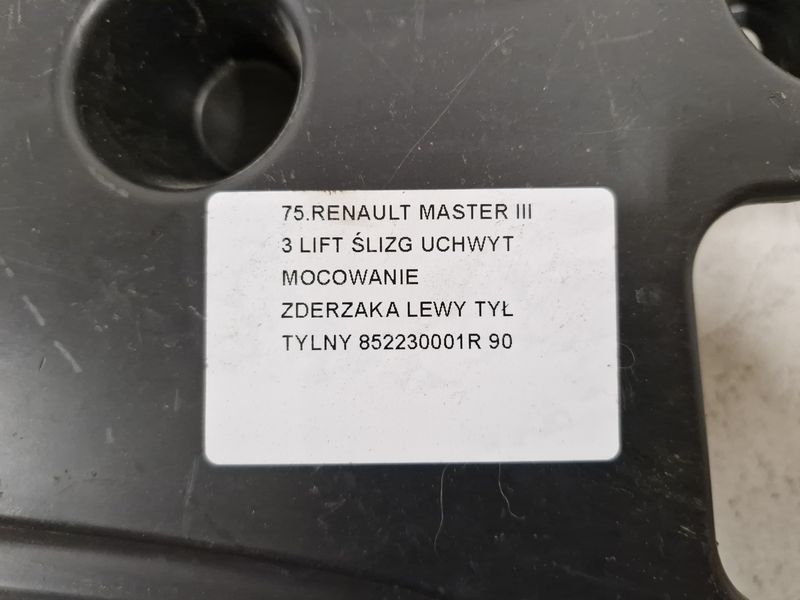 75.RENAULT MASTER III
3 LIFT ŚLIZG UCHWYT
MOCOWANIE
ZDERZAKA LEWY TYŁ
TYLNY 852230001R 90